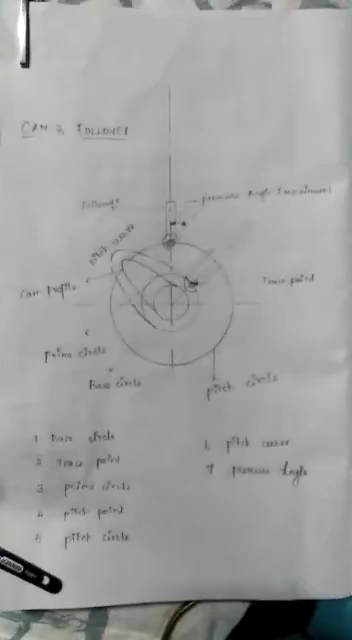 CAM & FOLLOWER
follower
pressure Angle (maximum)
pitch curve
Cam profile
Trace point
Prime circle
Base circle
pitch circle
1 base circle
2 Trace point
3 prime circle
4 pitch point
5 pitch circle
6 pitch curve
7 pressure Angle